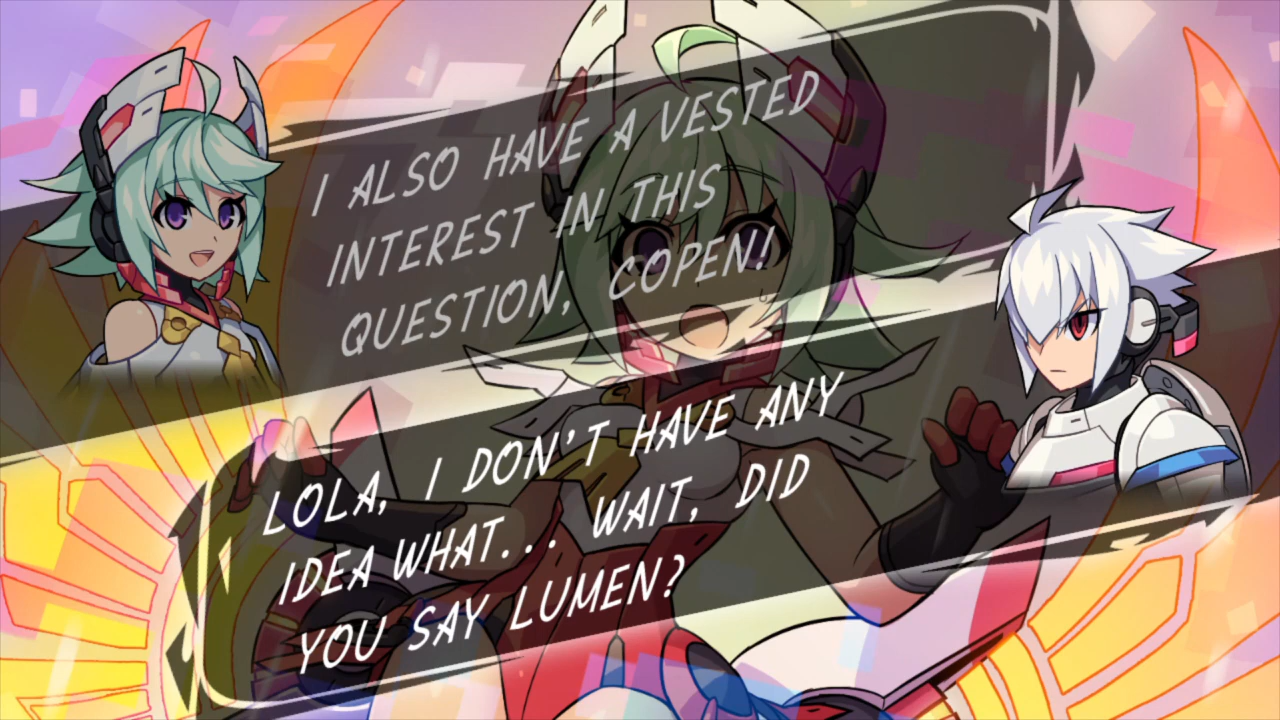 I ALSO HAVE A VESTED
INTEREST IN THIS
QUESTION, COPEN!
LOLA, I DON'T HAVE ANY
IDEA WHAT... WAIT, DID
YOU SAY LUMEN?